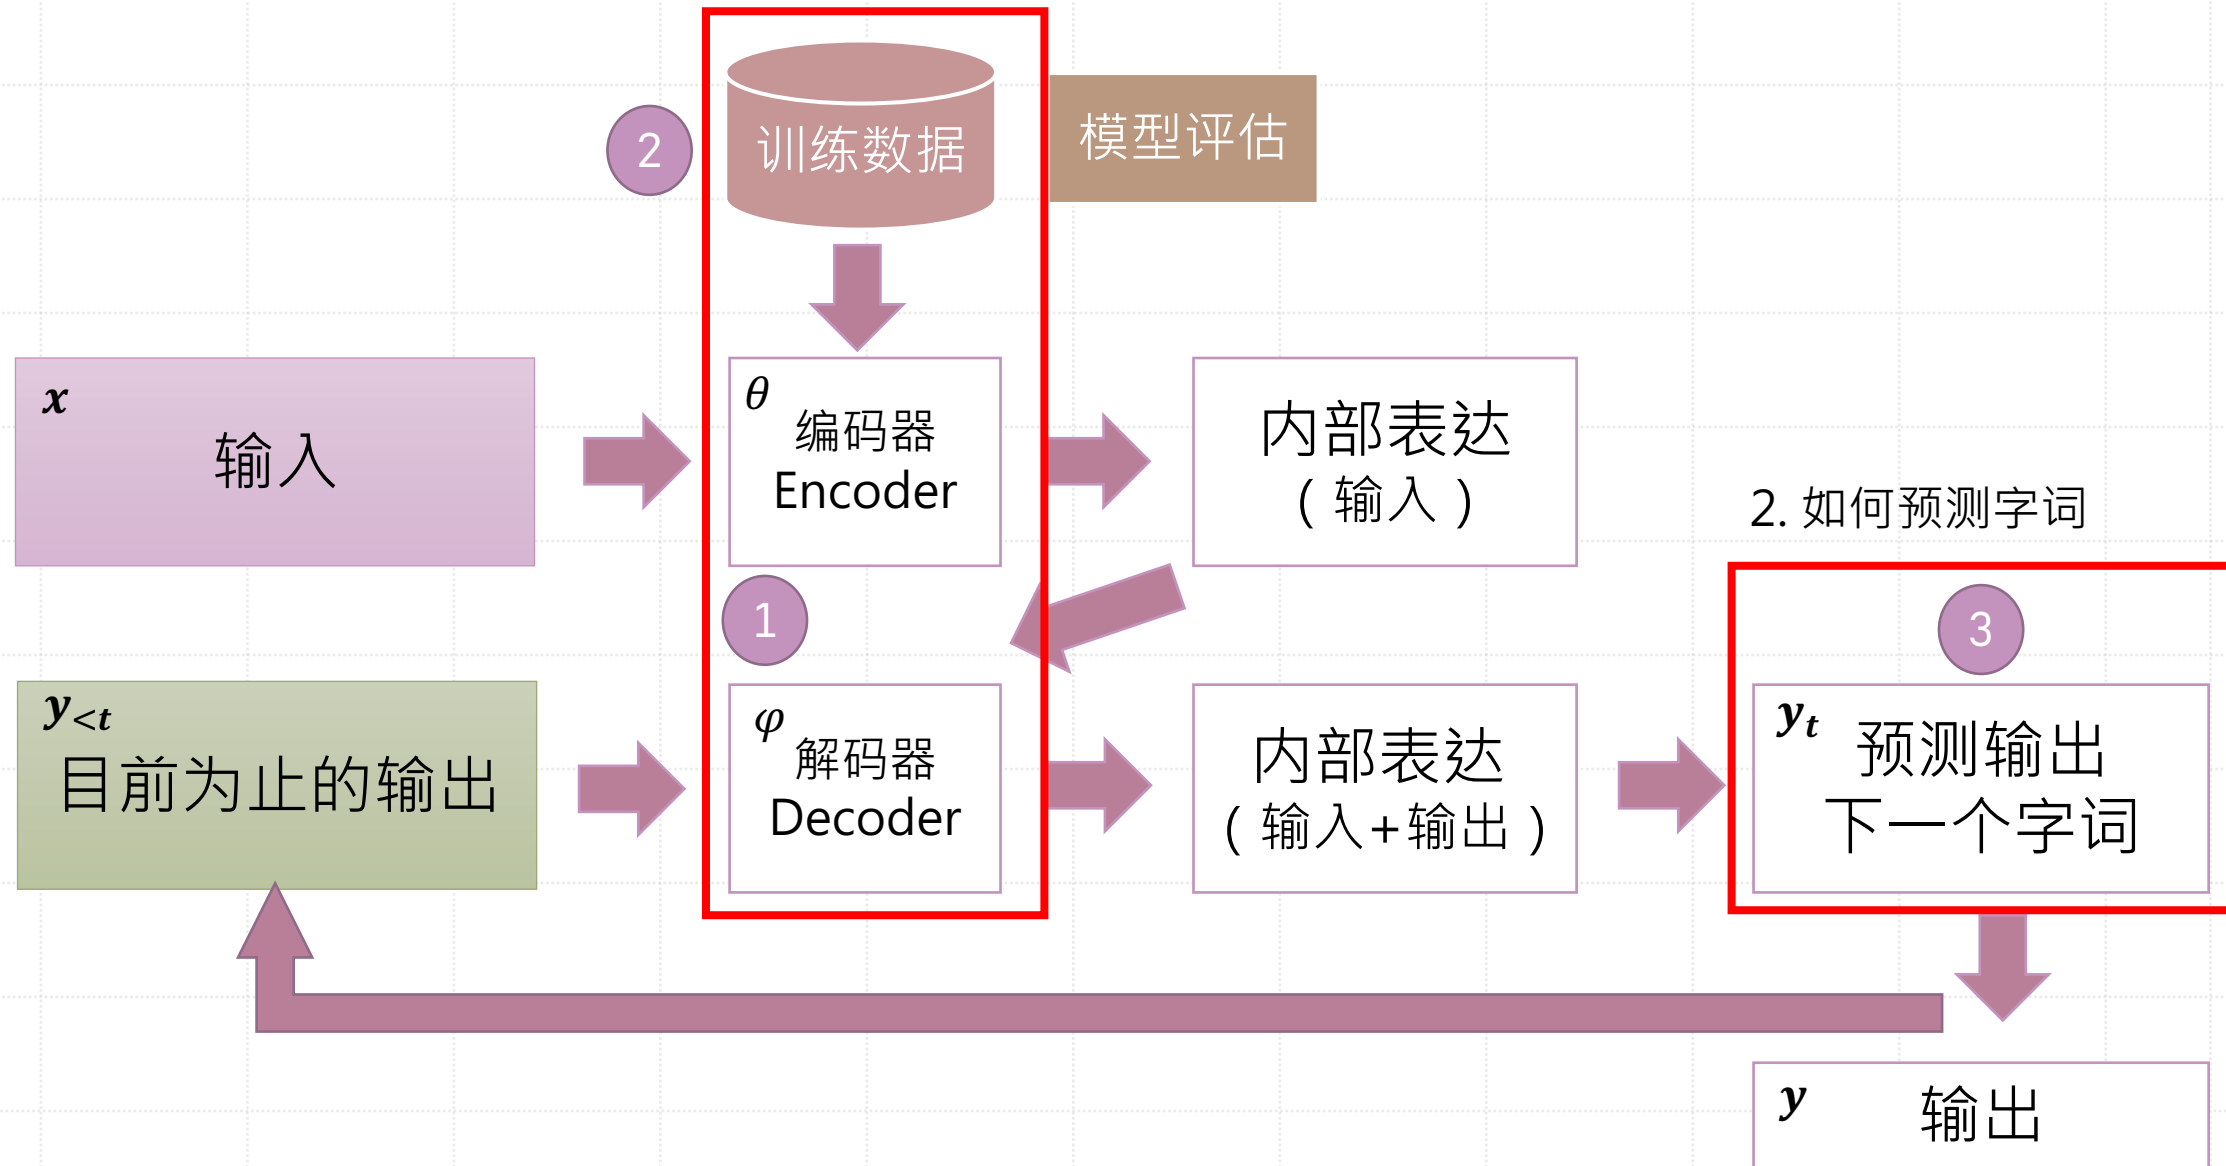 2
训练数据
模型评估
x
输入
θ
编码器
Encoder
内部表达
（输入）
2. 如何预测字词
1
3
y<t
目前为止的输出
φ
解码器
Decoder
内部表达
（输入+输出）
yt
预测输出
下一个字词
y
输出